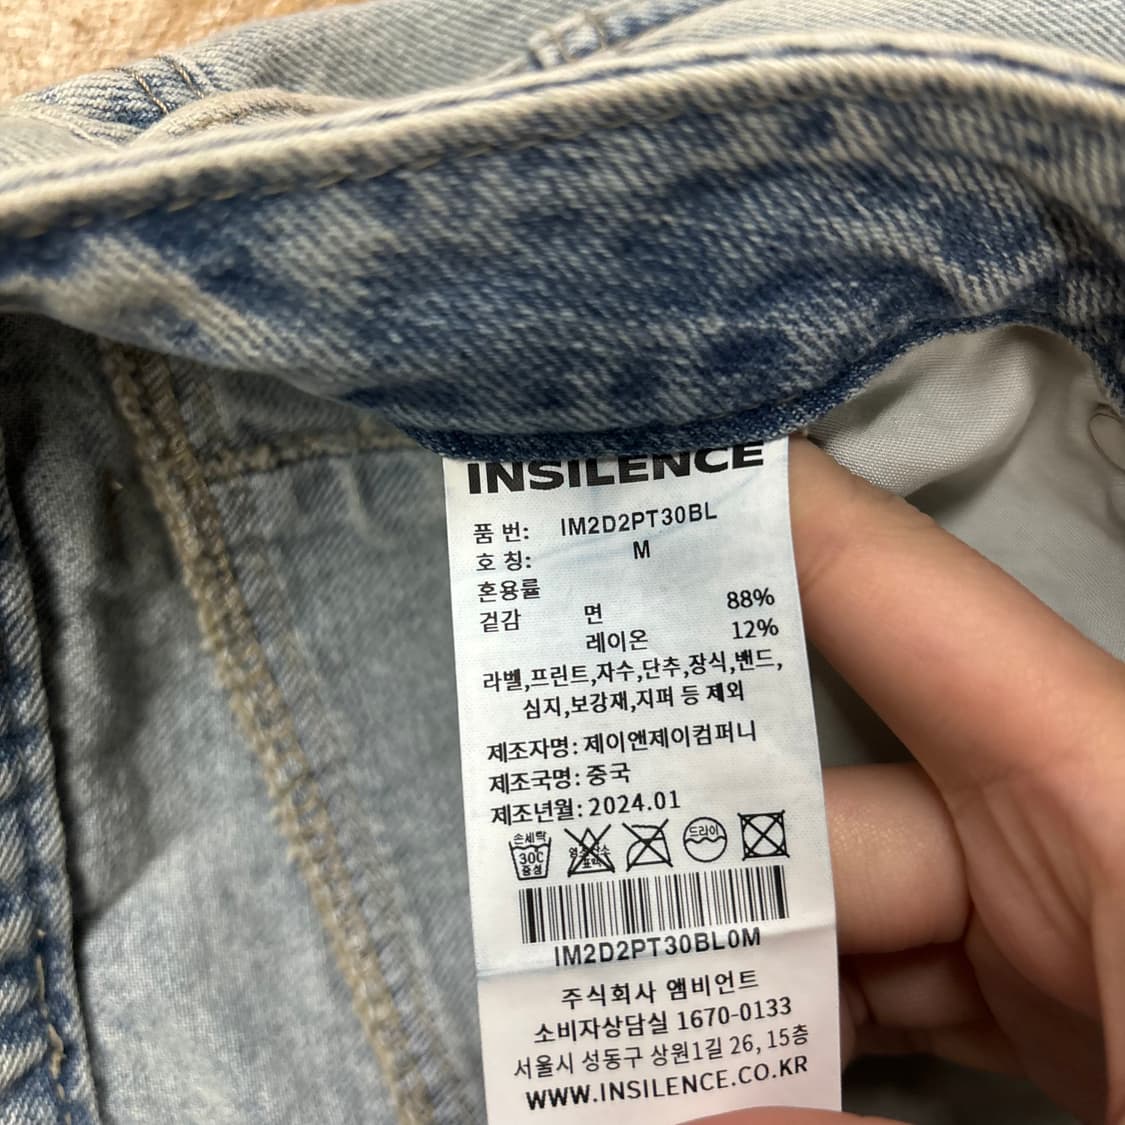 INSILENCE
품 번: IM2D2PT30BL
호 칭: M
혼용률
겉감 면 88%
레이온 12%
라벨,프린트,자수,단추,장식,밴드,
심지,보강재,지퍼 등 제외
제조자명: 제이앤제이컴퍼니
제조국명: 중국
제조년월: 2024.01
손세탁 30C 중성 드라이
IM2D2PT30BL0M
주식회사 앰비언트
소비자상담실 1670-0133
서울시 성동구 상원1길 26, 15층
WWW.INSILENCE.CO.KR